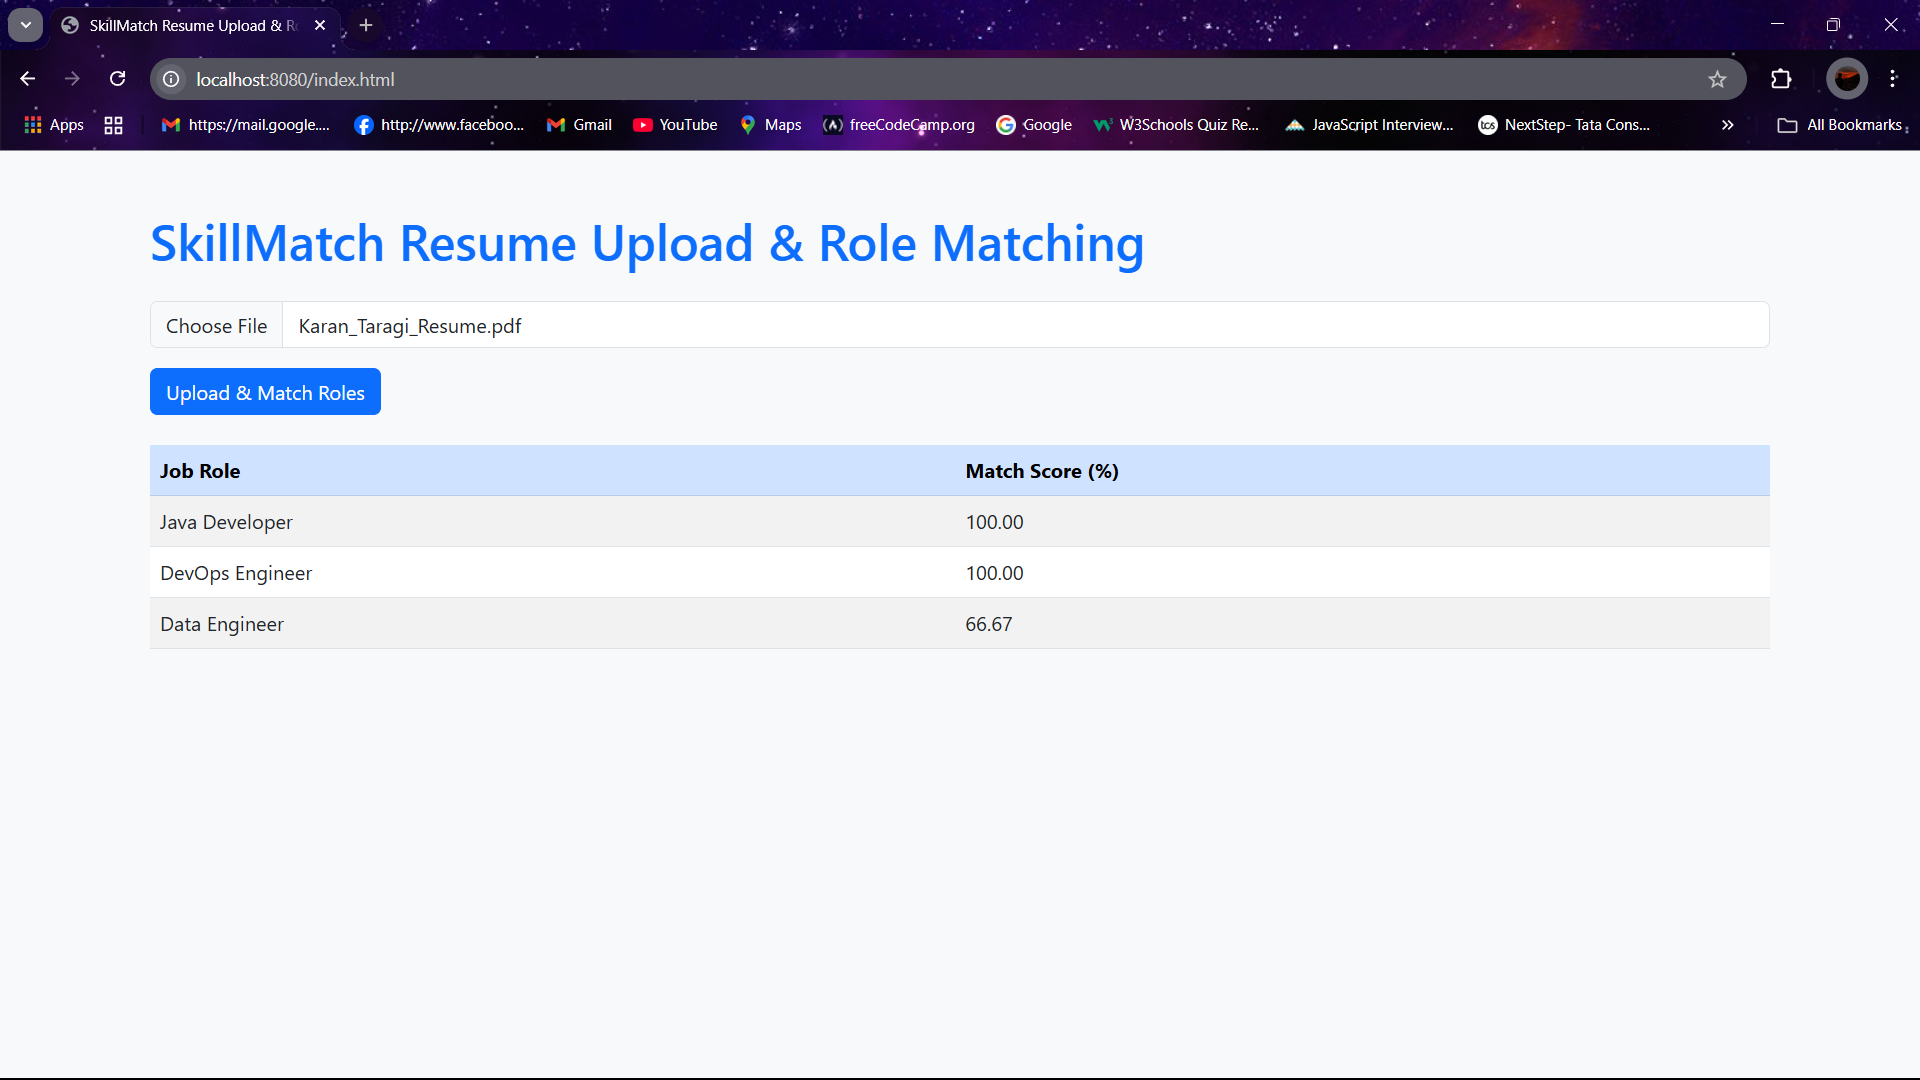 SkillMatch Resume Upload & Ro
localhost:8080/index.html
Apps https://mail.google.... http://www.faceboo... Gmail YouTube Maps freeCodeCamp.org Google W3Schools Quiz Re... JavaScript Interview... tcs NextStep- Tata Cons... All Bookmarks
SkillMatch Resume Upload & Role Matching
Choose File Karan_Taragi_Resume.pdf
Upload & Match Roles
Job Role Match Score (%)
Java Developer 100.00
DevOps Engineer 100.00
Data Engineer 66.67